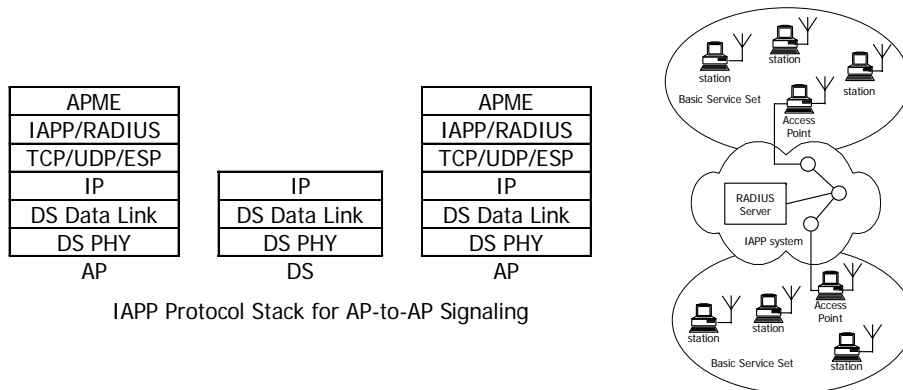 APME
IAPP/RADIUS
TCP/UDP/ESP
IP
DS Data Link
DS PHY
AP
IP
DS Data Link
DS PHY
DS
APME
IAPP/RADIUS
TCP/UDP/ESP
IP
DS Data Link
DS PHY
AP
IAPP Protocol Stack for AP-to-AP Signaling
station
station
station
Basic Service Set
Access
Point
RADIUS
Server
IAPP system
Access
Point
station
station
station
Basic Service Set